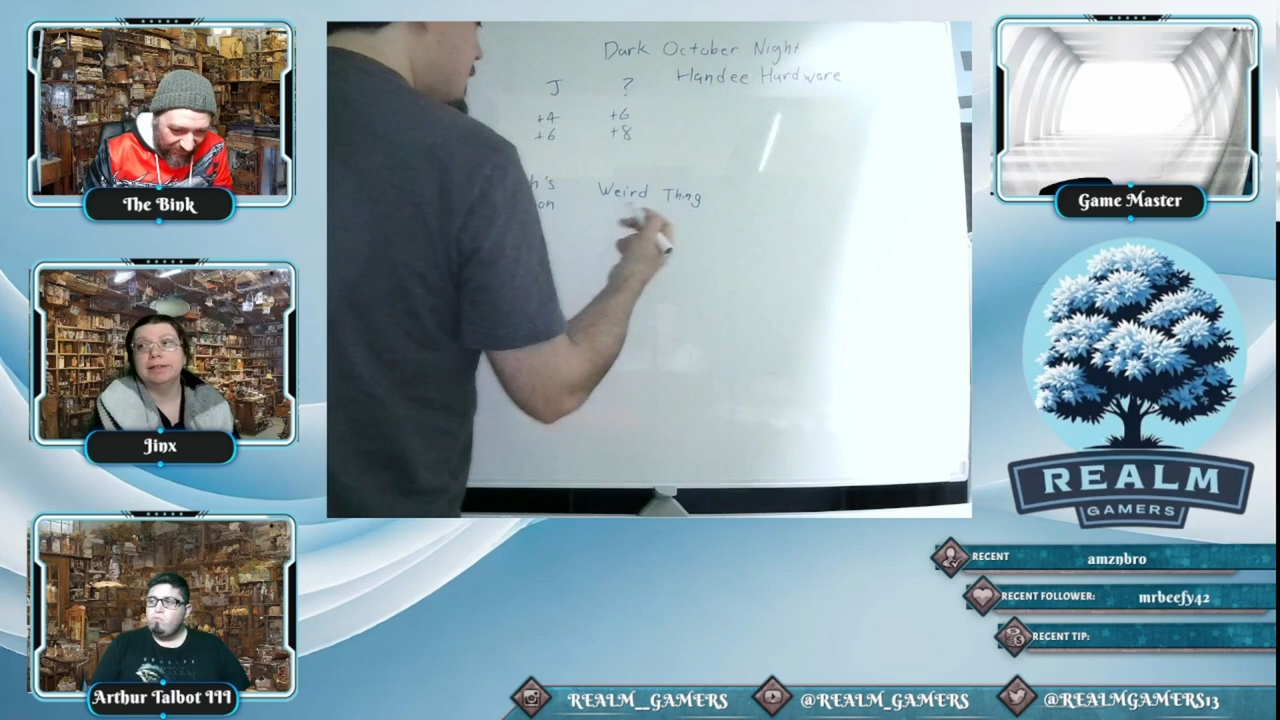 The Bink
Jinx
Arthur Talbot III
Dark October Night
Handee Hardware
J ?
+4 +6
+6 +8
h's Weird Thing
on
Game Master
REALM
GAMERS
RECENT amznbro
RECENT FOLLOWER: mrbeefy42
RECENT TIP:
REALM_GAMERS @REALM_GAMERS @REALMGAMERS13